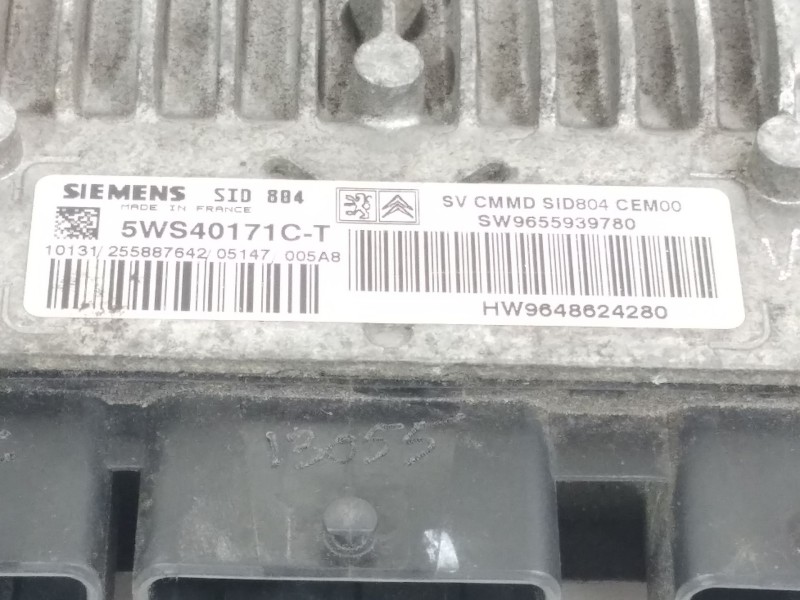 SIEMENS SID 804
MADE IN FRANCE
5WS40171C-T
10131/255887642/05147 005A8
SV CMMD SID804 CEM00
SW9655939780
HW9648624280
13055